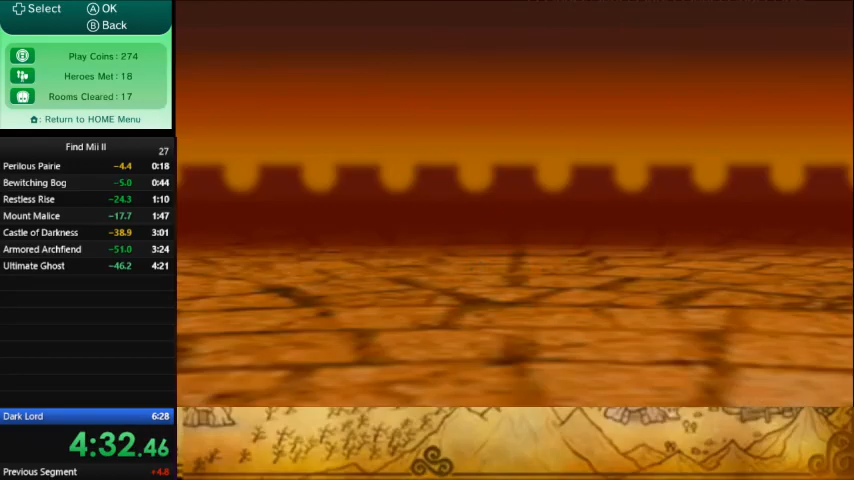 Select
A OK
B Back
Play Coins: 274
Heroes Met: 18
Rooms Cleared: 17
: Return to HOME Menu
Find Mii II
27
Perilous Pairie −4.4 0:18
Bewitching Bog −5.0 0:44
Restless Rise −24.3 1:10
Mount Malice −17.7 1:47
Castle of Darkness −38.9 3:01
Armored Archfiend −51.0 3:24
Ultimate Ghost −46.2 4:21
Dark Lord 6:28
4:32.46
Previous Segment +4.8